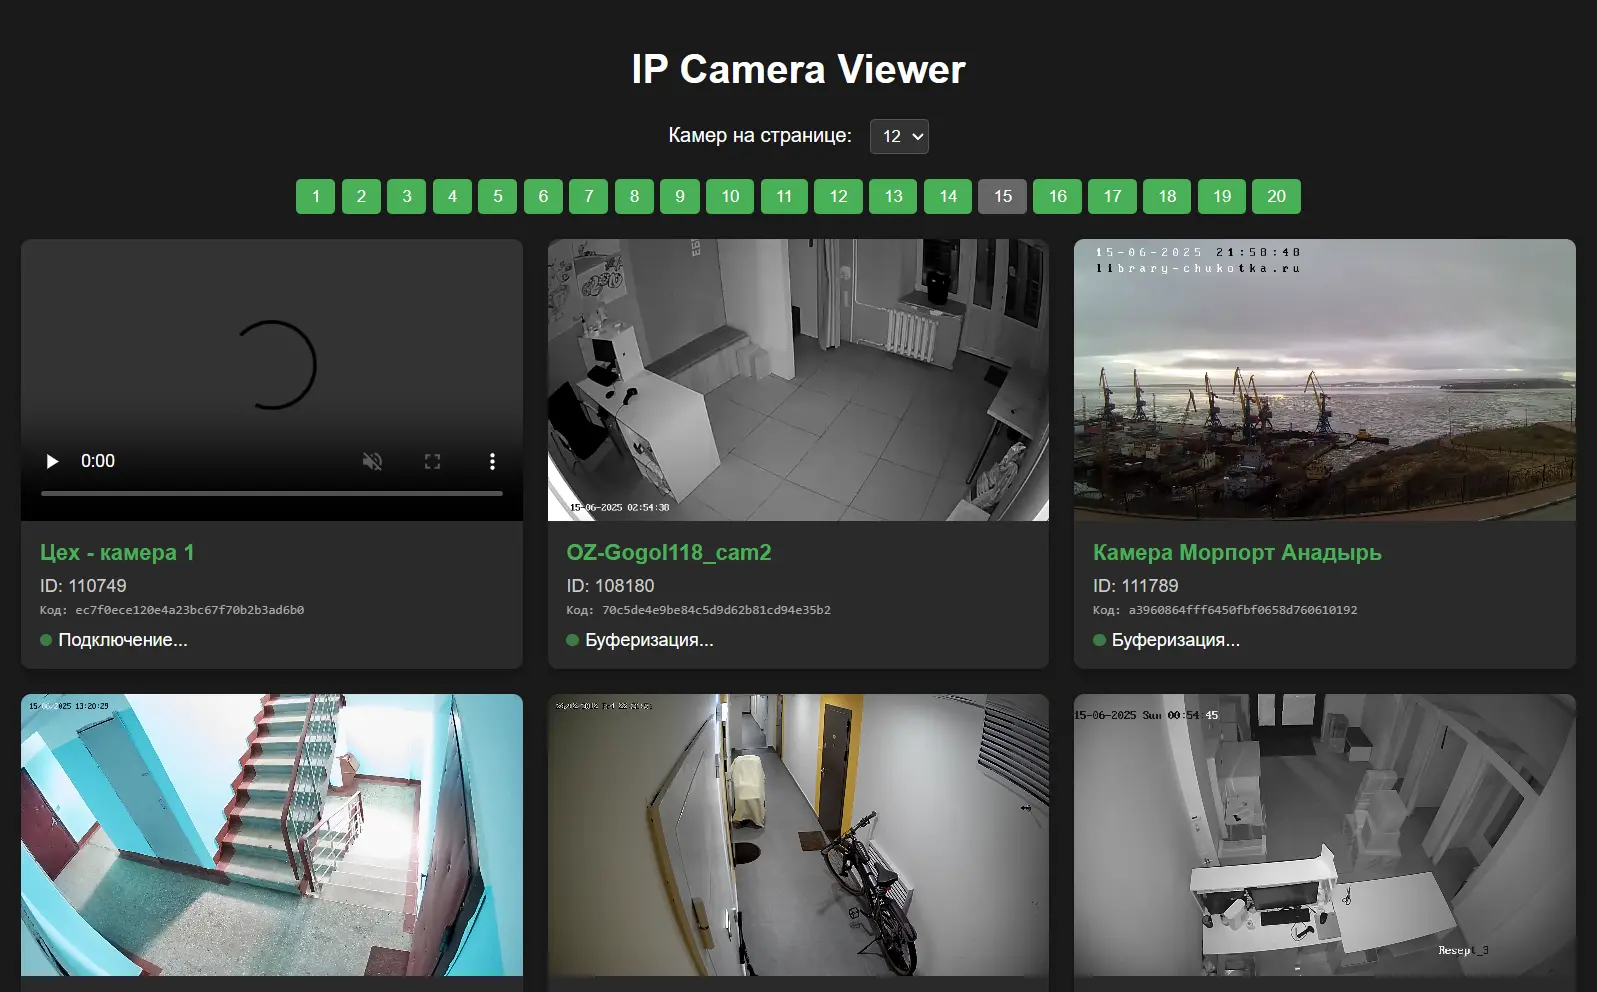 IP Camera Viewer
Камер на странице: 12
1 2 3 4 5 6 7 8 9 10 11 12 13 14 15 16 17 18 19 20
0:00
15-06-2025 02:54:38
15-06-2025 21:58:48
library-chukotka.ru
Цех - камера 1
ID: 110749
Код: ec7f0ece120e4a23bc67f70b2b3ad6b0
Подключение...
OZ-Gogol118_cam2
ID: 108180
Код: 70c5de4e9be84c5d9d62b81cd94e35b2
Буферизация...
Камера Морпорт Анадырь
ID: 111789
Код: a3960864fff6450fbf0658d760610192
Буферизация...
15/06/2025 13:20:29
15-06-2025 Sun 00:54:45
Resept_3